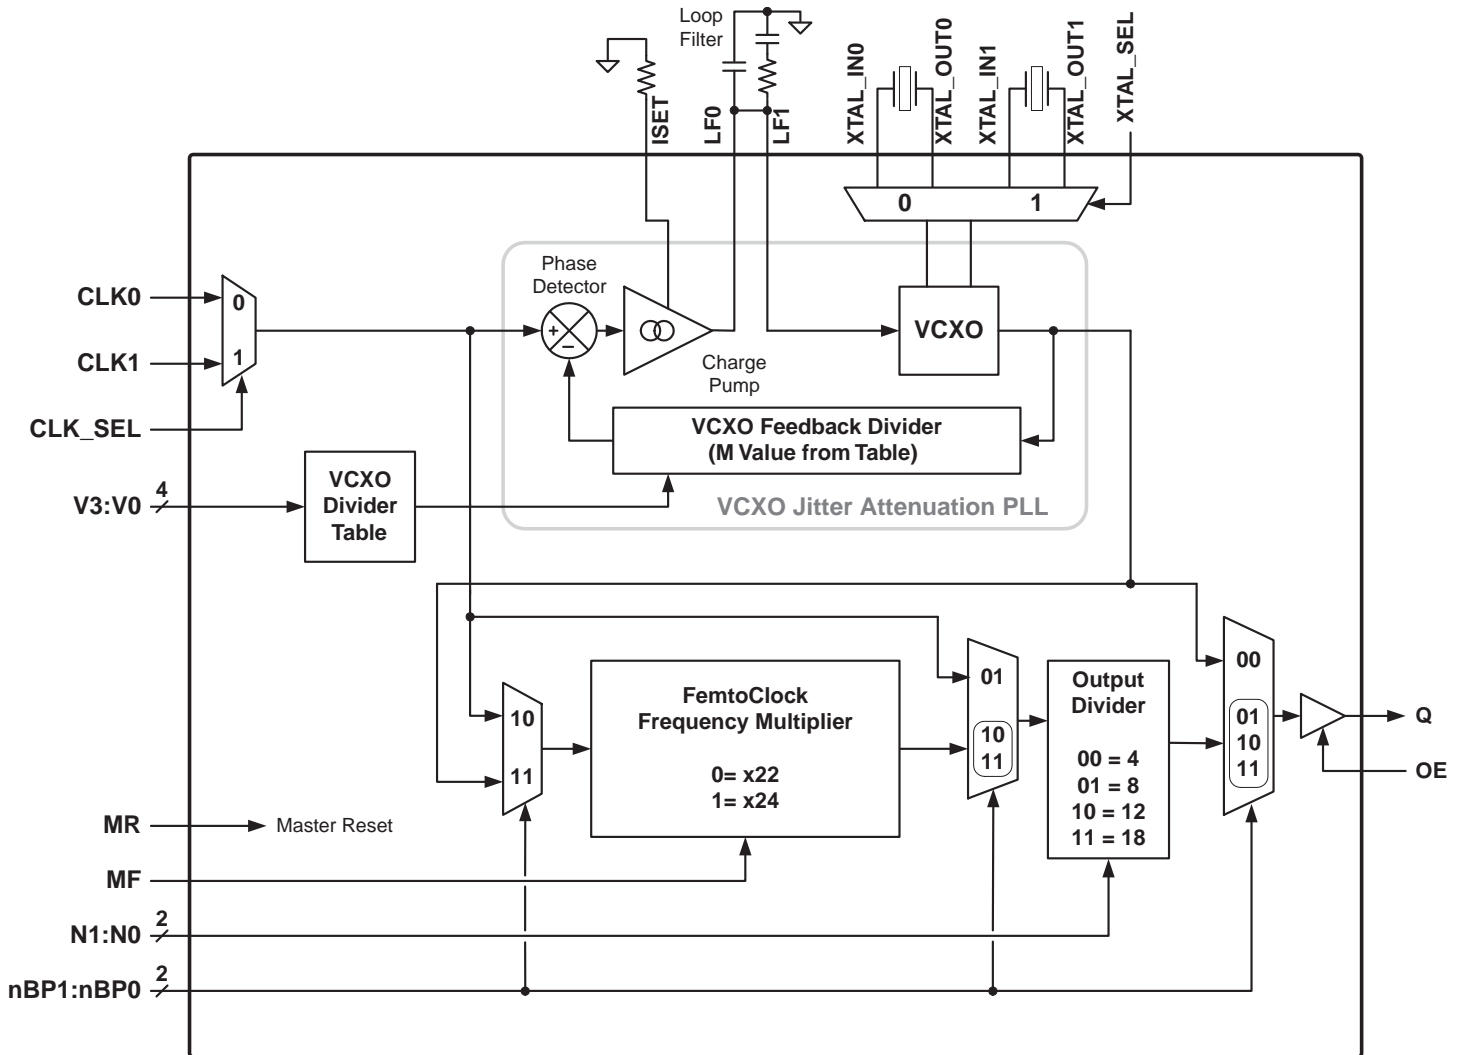 Loop
Filter
ISET
LF0
LF1
XTAL_IN0
XTAL_OUT0
XTAL_IN1
XTAL_OUT1
XTAL_SEL
0
1
CLK0
CLK1
CLK_SEL
0
1
Phase
Detector
+
–
Charge
Pump
VCXO
VCXO Feedback Divider
(M Value from Table)
VCXO Jitter Attenuation PLL
V3:V0
4
VCXO
Divider
Table
10
11
FemtoClock
Frequency Multiplier
0= x22
1= x24
01
10
11
Output
Divider
00 = 4
01 = 8
10 = 12
11 = 18
00
01
10
11
Q
OE
MR
Master Reset
MF
N1:N0
2
nBP1:nBP0
2